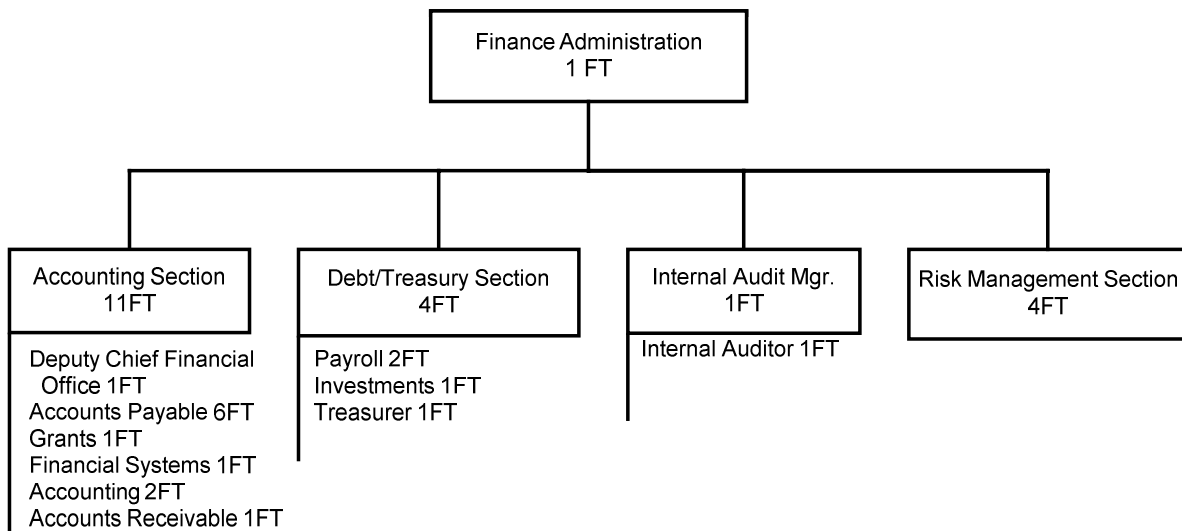 Finance Administration
1 FT
Accounting Section
11FT
Deputy Chief Financial
Office 1FT
Accounts Payable 6FT
Grants 1FT
Financial Systems 1FT
Accounting 2FT
Accounts Receivable 1FT
Debt/Treasury Section
4FT
Payroll 2FT
Investments 1FT
Treasurer 1FT
Internal Audit Mgr.
1FT
Internal Auditor 1FT
Risk Management Section
4FT